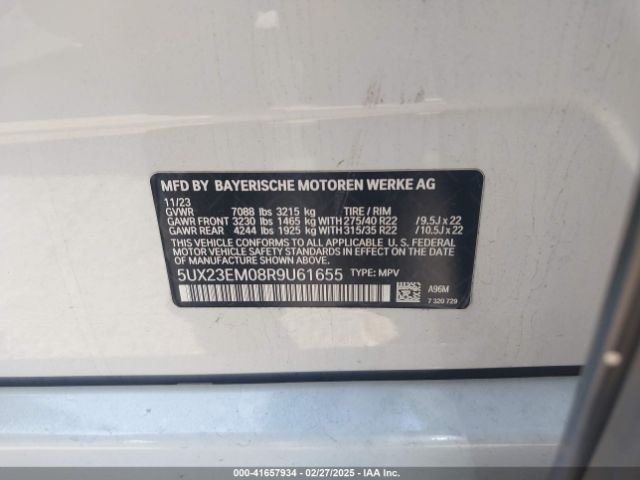 MFD BY BAYERISCHE MOTOREN WERKE AG
11/23
GVWR 7088 lbs 3215 kg TIRE / RIM
GAWR FRONT 3230 lbs 1465 kg WITH 275/40 R22 /9.5J x 22
GAWR REAR 4244 lbs 1925 kg WITH 315/35 R22 /10.5J x 22
THIS VEHICLE CONFORMS TO ALL APPLICABLE U. S. FEDERAL
MOTOR VEHICLE SAFETY STANDARDS IN EFFECT ON THE DATE
OF MANUFACTURE SHOWN ABOVE.
5UX23EM08R9U61655 TYPE: MPV
A96M
7 320 729
000-41657934 / 02/27/2025 - IAA Inc.